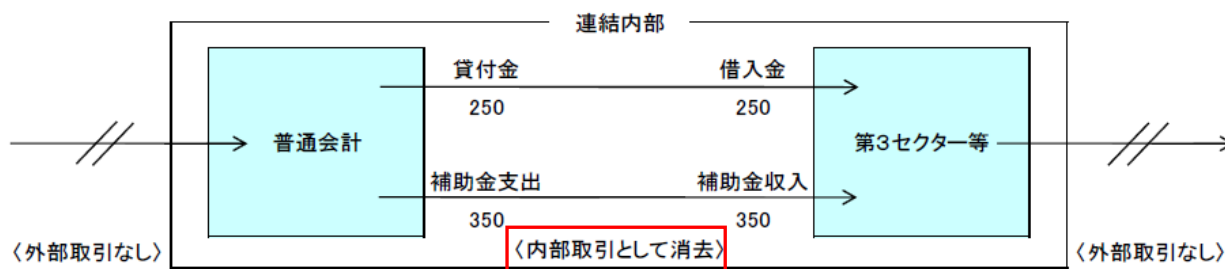 連結内部
貸付金 借入金
250 250
普通会計 第3セクター等
補助金支出 補助金収入
350 350
〈外部取引なし〉 〈内部取引として消去〉 〈外部取引なし〉